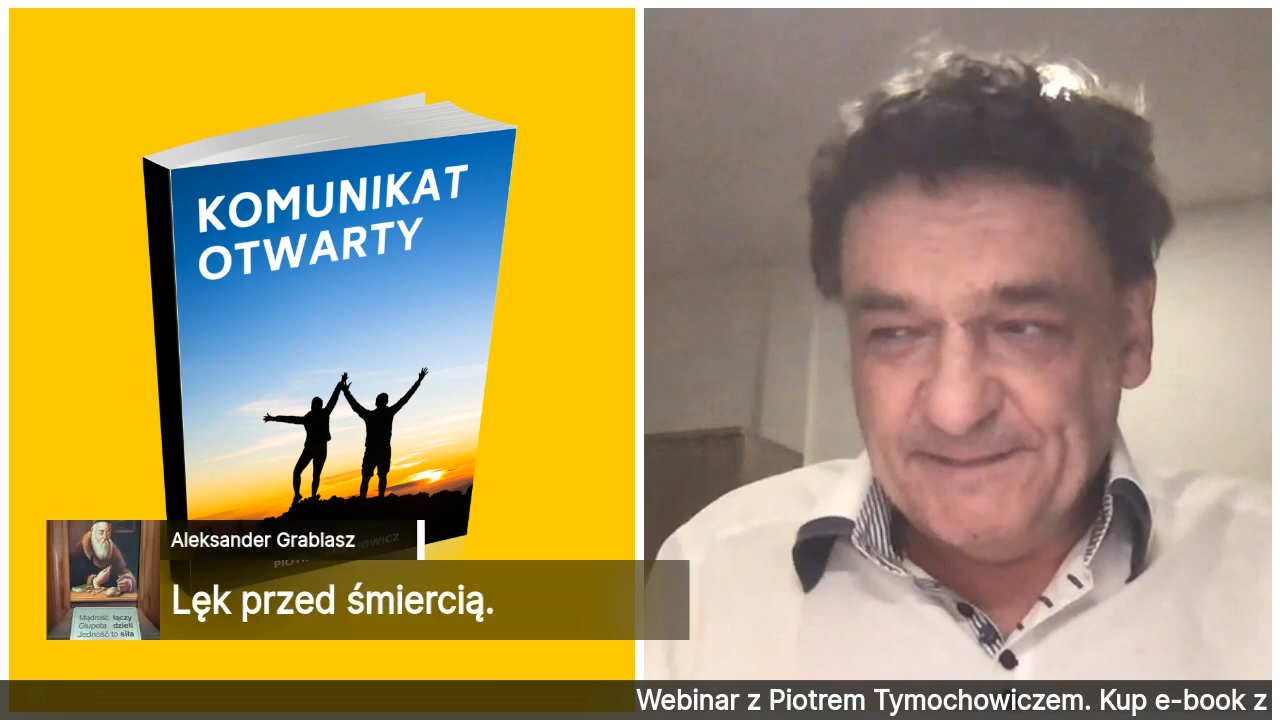 KOMUNIKAT
OTWARTY
Aleksander Grablasz
Lęk przed śmiercią.
Mądrość łączy
Głupota dzieli
Jedność to siła
Webinar z Piotrem Tymochowiczem. Kup e-book z